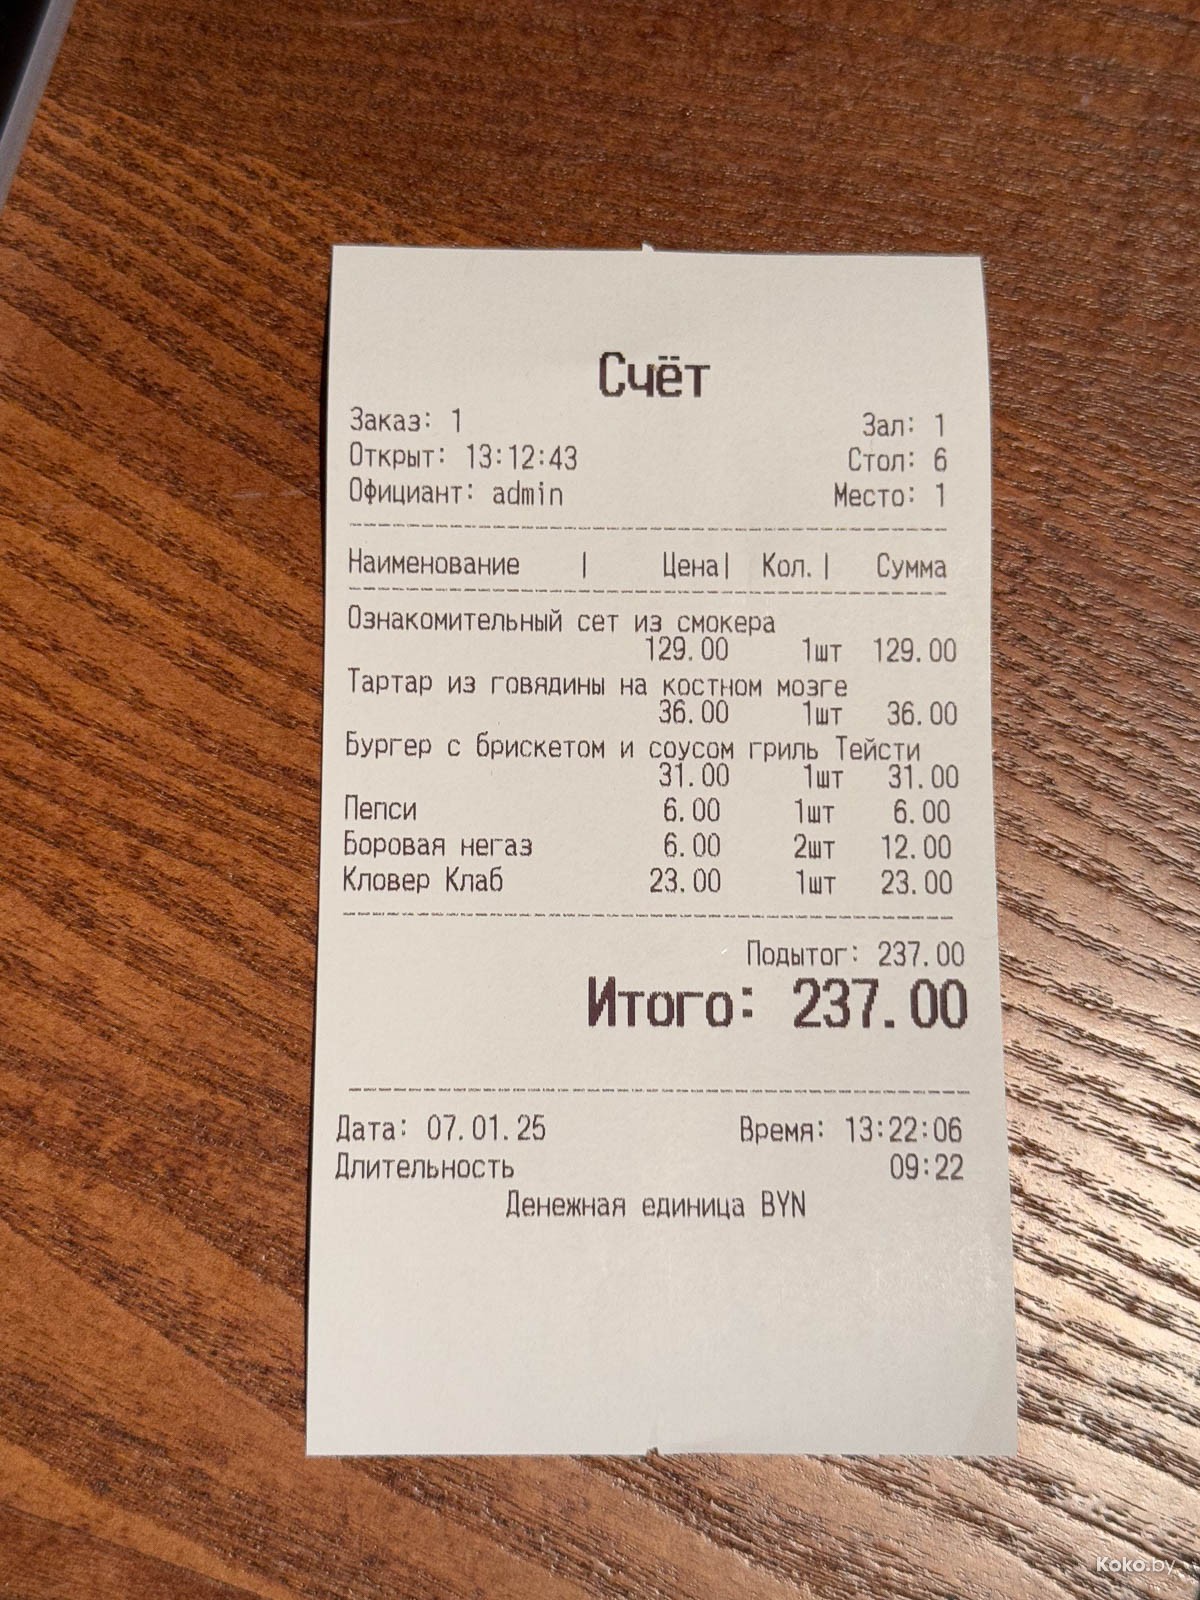 Счёт
Заказ: 1 Зал: 1
Открыт: 13:12:43 Стол: 6
Официант: admin Место: 1
Наименование | Цена| Кол. | Сумма
Ознакомительный сет из смокера
129.00 1шт 129.00
Тартар из говядины на костном мозге
36.00 1шт 36.00
Бургер с брискетом и соусом гриль Тейсти
31.00 1шт 31.00
Пепси 6.00 1шт 6.00
Боровая негаз 6.00 2шт 12.00
Кловер Клаб 23.00 1шт 23.00
Подытог: 237.00
Итого: 237.00
Дата: 07.01.25 Время: 13:22:06
Длительность 09:22
Денежная единица BYN
Koko.by